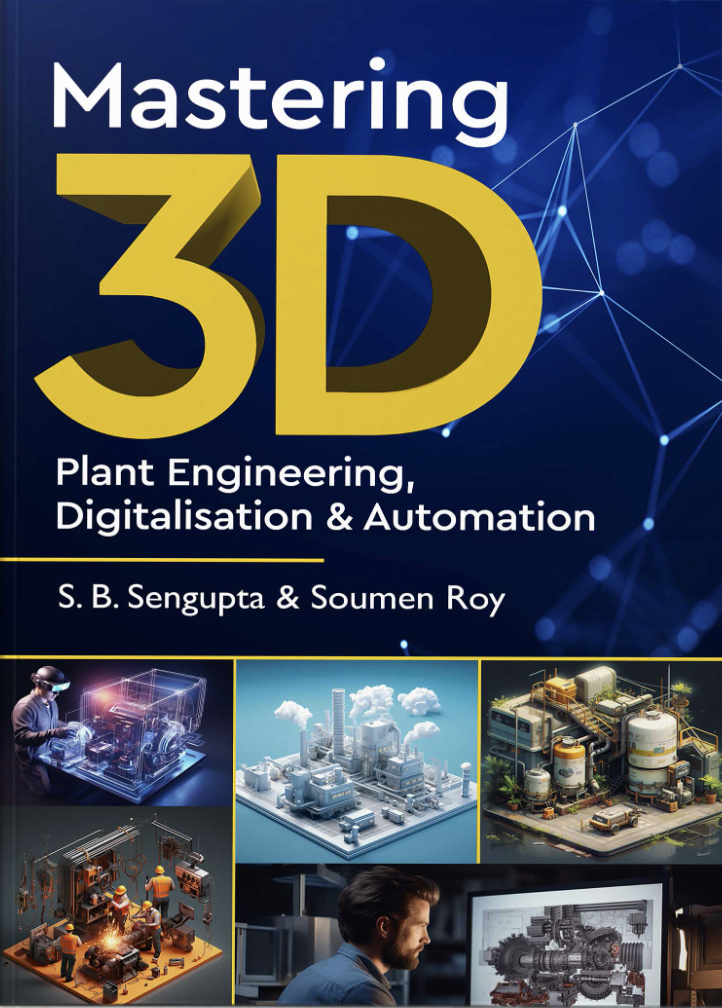 Mastering
3D
Plant Engineering,
Digitalisation & Automation
S. B. Sengupta & Soumen Roy